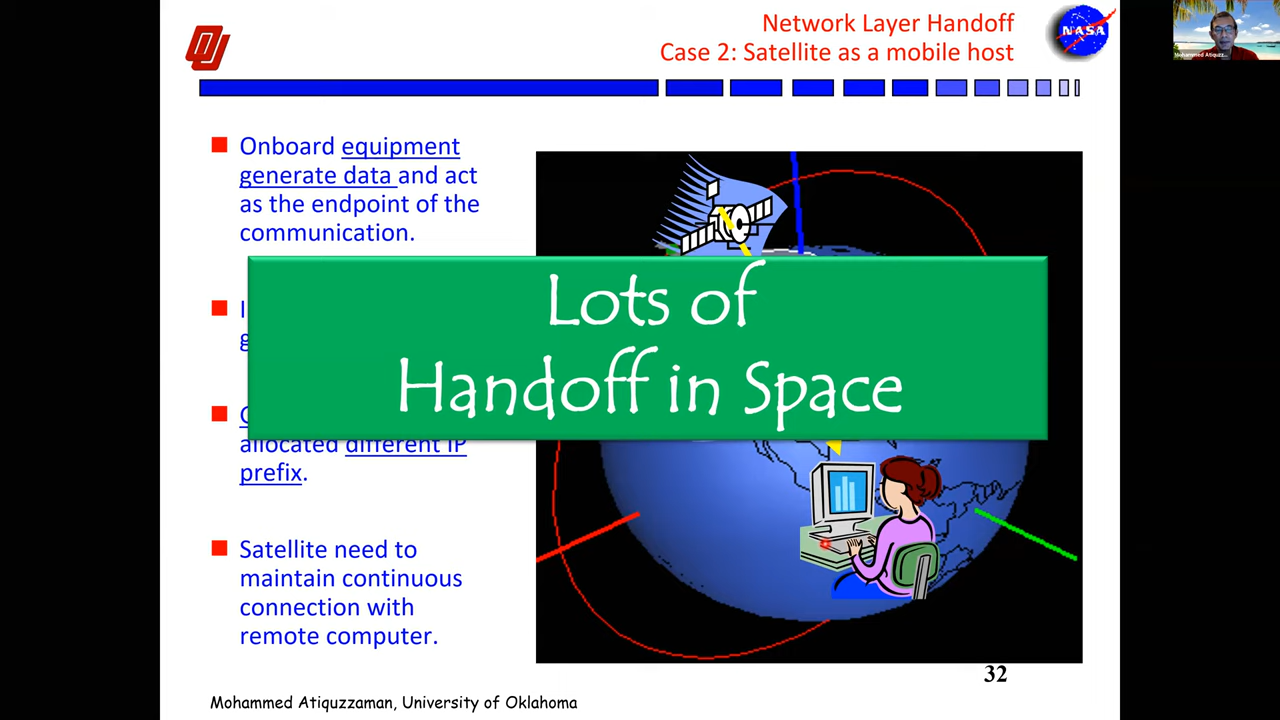 Network Layer Handoff
Case 2: Satellite as a mobile host
NASA
Mohammed Atiquzz...
Onboard equipment
generate data and act
as the endpoint of the
communication.
Lots of
Handoff in Space
allocated different IP
prefix.
Satellite need to
maintain continuous
connection with
remote computer.
32
Mohammed Atiquzzaman, University of Oklahoma